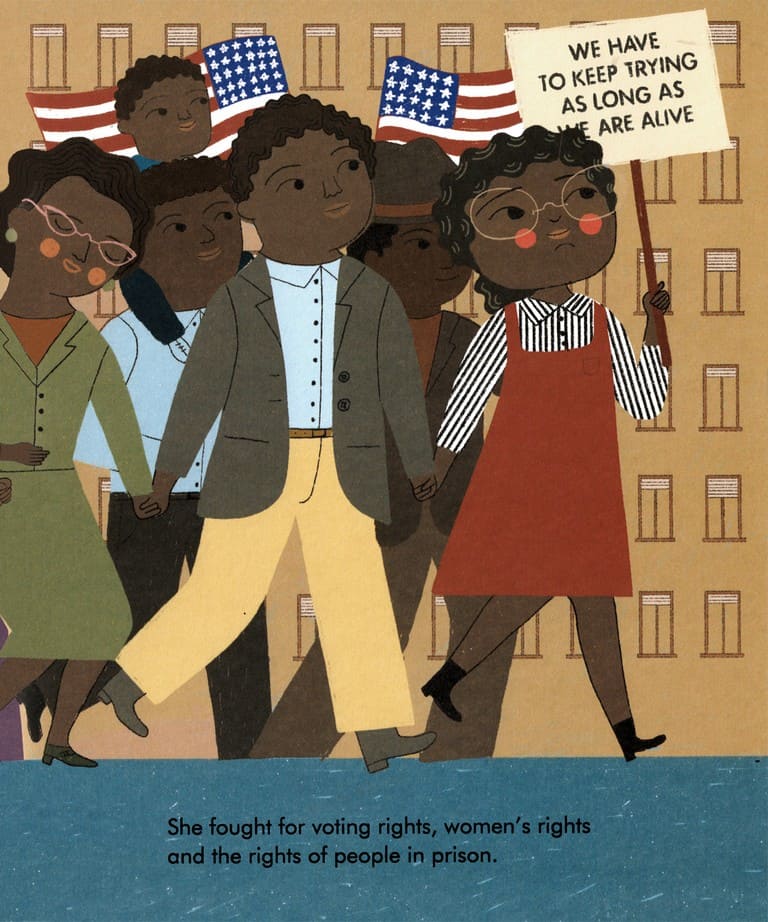 WE HAVE
TO KEEP TRYING
AS LONG AS
WE ARE ALIVE
She fought for voting rights, women's rights
and the rights of people in prison.